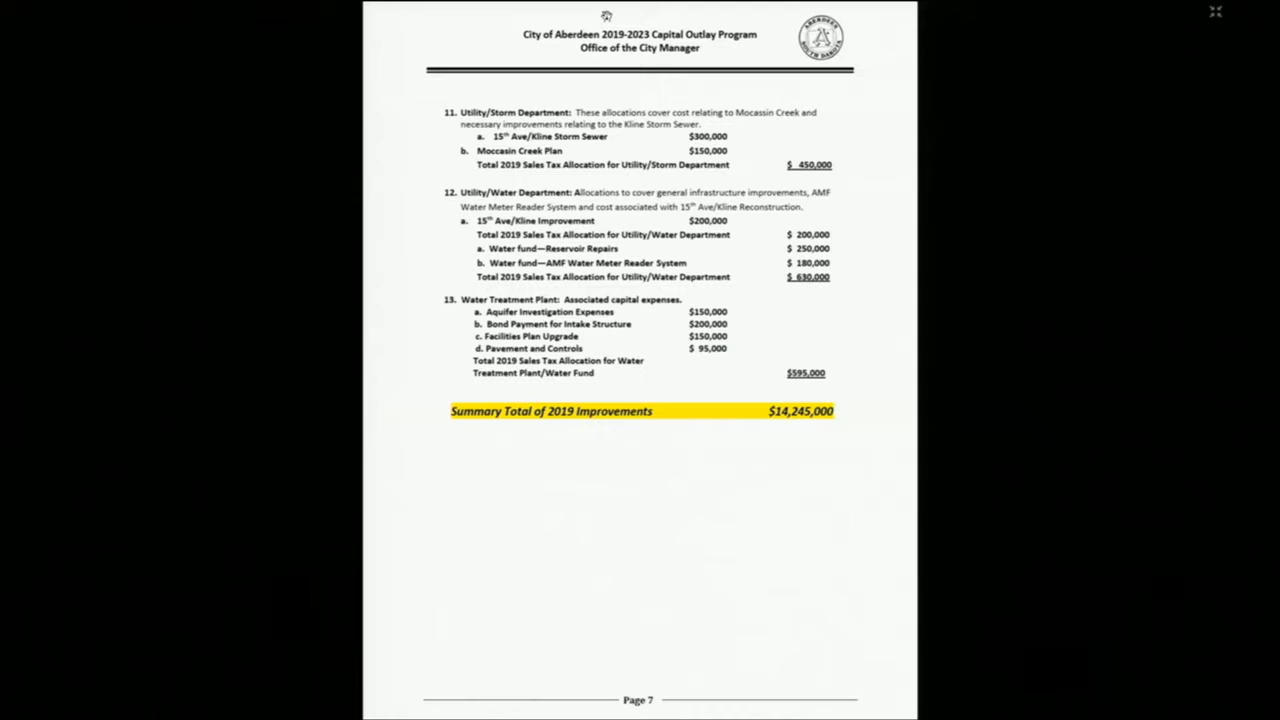 City of Aberdeen 2019-2023 Capital Outlay Program
Office of the City Manager
ABERDEEN
A
SOUTH DAKOTA
11. Utility/Storm Department: These allocations cover cost relating to Mocassin Creek and
necessary improvements relating to the Kline Storm Sewer.
a. 15th Ave/Kline Storm Sewer $300,000
b. Moccasin Creek Plan $150,000
Total 2019 Sales Tax Allocation for Utility/Storm Department $ 450,000
12. Utility/Water Department: Allocations to cover general infrastructure improvements, AMF
Water Meter Reader System and cost associated with 15th Ave/Kline Reconstruction.
a. 15th Ave/Kline Improvement $200,000
Total 2019 Sales Tax Allocation for Utility/Water Department $ 200,000
a. Water fund—Reservoir Repairs $ 250,000
b. Water fund—AMF Water Meter Reader System $ 180,000
Total 2019 Sales Tax Allocation for Utility/Water Department $ 630,000
13. Water Treatment Plant: Associated capital expenses.
a. Aquifer Investigation Expenses $150,000
b. Bond Payment for Intake Structure $200,000
c. Facilities Plan Upgrade $150,000
d. Pavement and Controls $ 95,000
Total 2019 Sales Tax Allocation for Water
Treatment Plant/Water Fund $595,000
Summary Total of 2019 Improvements $14,245,000
Page 7